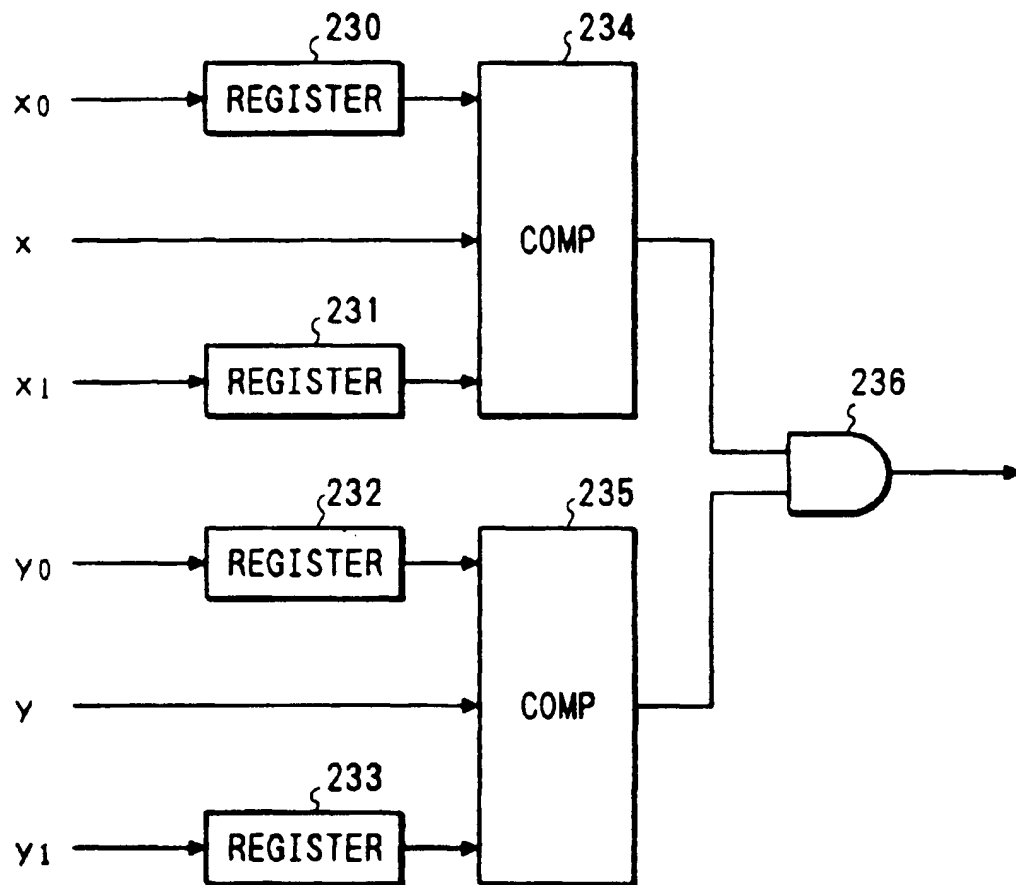 230
234
x0
REGISTER
x
COMP
231
x1
REGISTER
236
232
235
y0
REGISTER
y
COMP
233
y1
REGISTER